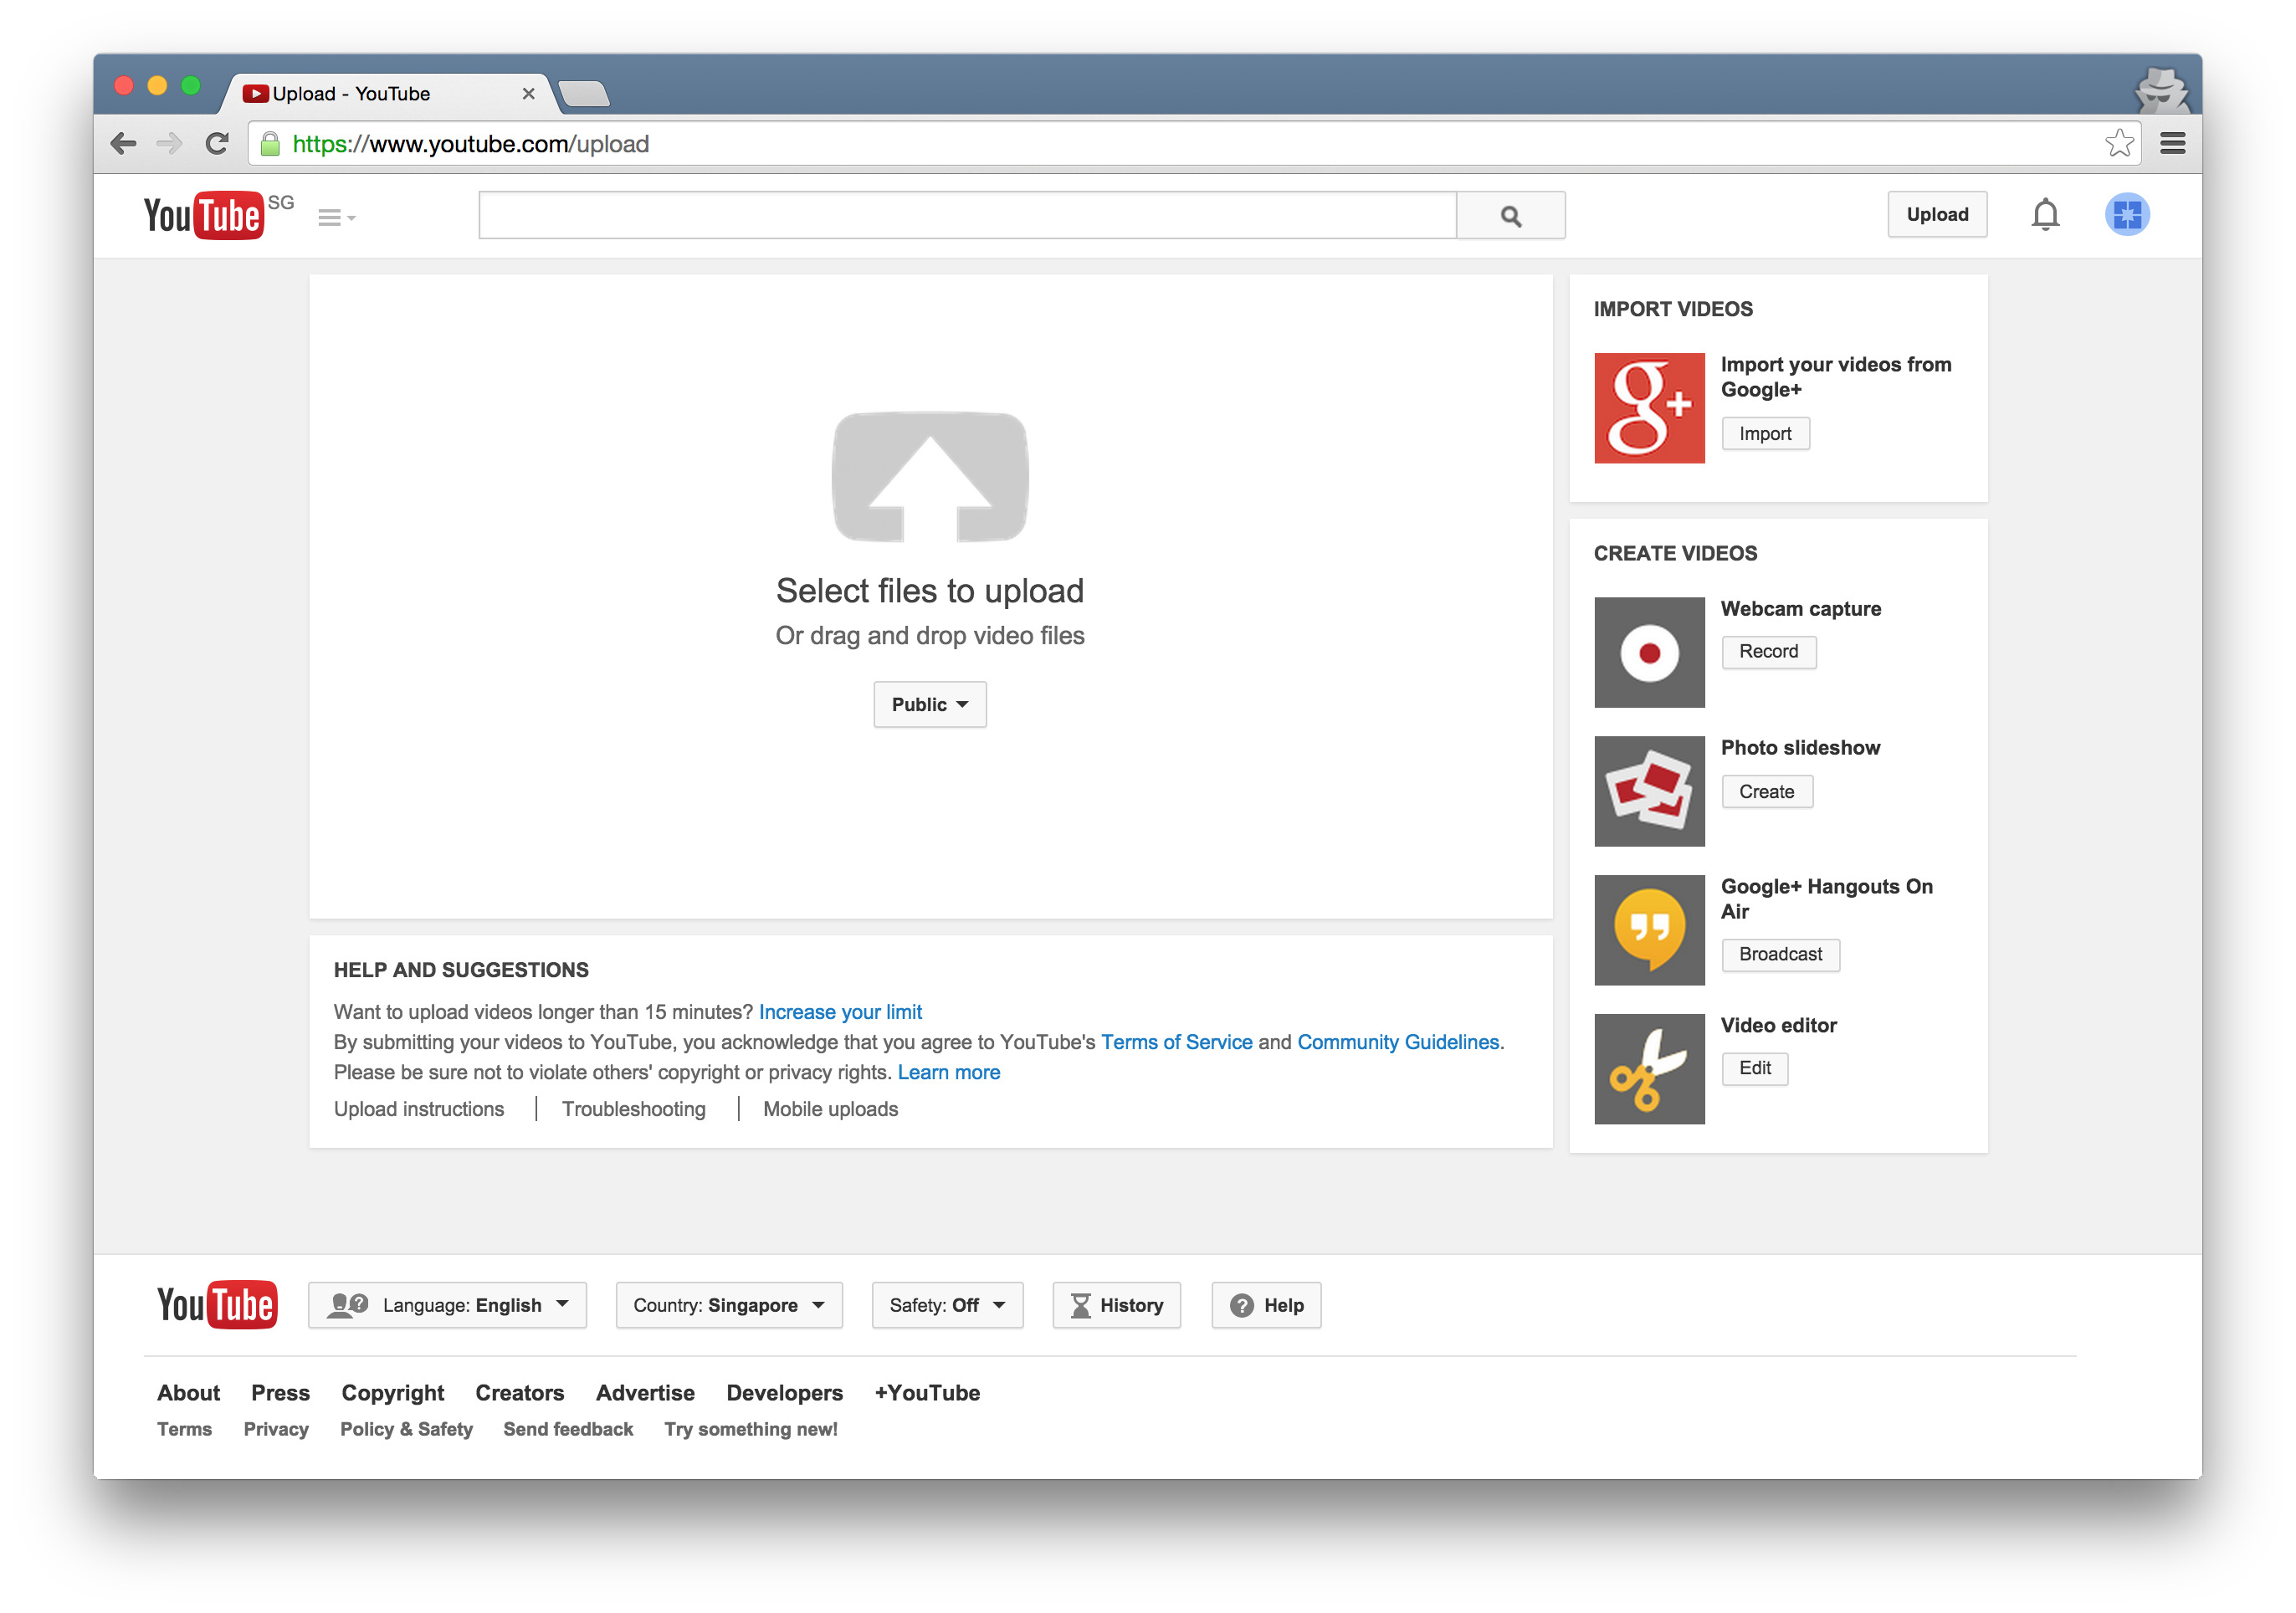 Upload - YouTube
https://www.youtube.com/upload
YouTube SG
Upload
Select files to upload
Or drag and drop video files
Public
HELP AND SUGGESTIONS
Want to upload videos longer than 15 minutes? Increase your limit
By submitting your videos to YouTube, you acknowledge that you agree to YouTube's Terms of Service and Community Guidelines.
Please be sure not to violate others' copyright or privacy rights. Learn more
Upload instructions | Troubleshooting | Mobile uploads
IMPORT VIDEOS
g+
Import your videos from
Google+
Import
CREATE VIDEOS
Webcam capture
Record
Photo slideshow
Create
Google+ Hangouts On
Air
Broadcast
Video editor
Edit
YouTube Language: English Country: Singapore Safety: Off History ? Help
About Press Copyright Creators Advertise Developers +YouTube
Terms Privacy Policy & Safety Send feedback Try something new!